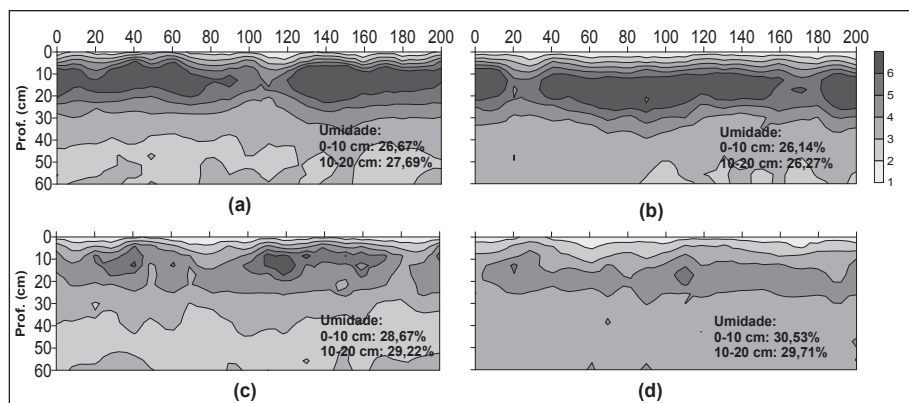 0 20 40 60 80 100 120 140 160 180 200
0 20 40 60 80 100 120 140 160 180 200
0
10
20
30
40
50
60
Prof. (cm)
Umidade:
0-10 cm: 26,67%
10-20 cm: 27,69%
Umidade:
0-10 cm: 26,14%
10-20 cm: 26,27%
6
5
4
3
2
1
(a)
(b)
0
10
20
30
40
50
60
Prof. (cm)
Umidade:
0-10 cm: 28,67%
10-20 cm: 29,22%
Umidade:
0-10 cm: 30,53%
10-20 cm: 29,71%
(c)
(d)